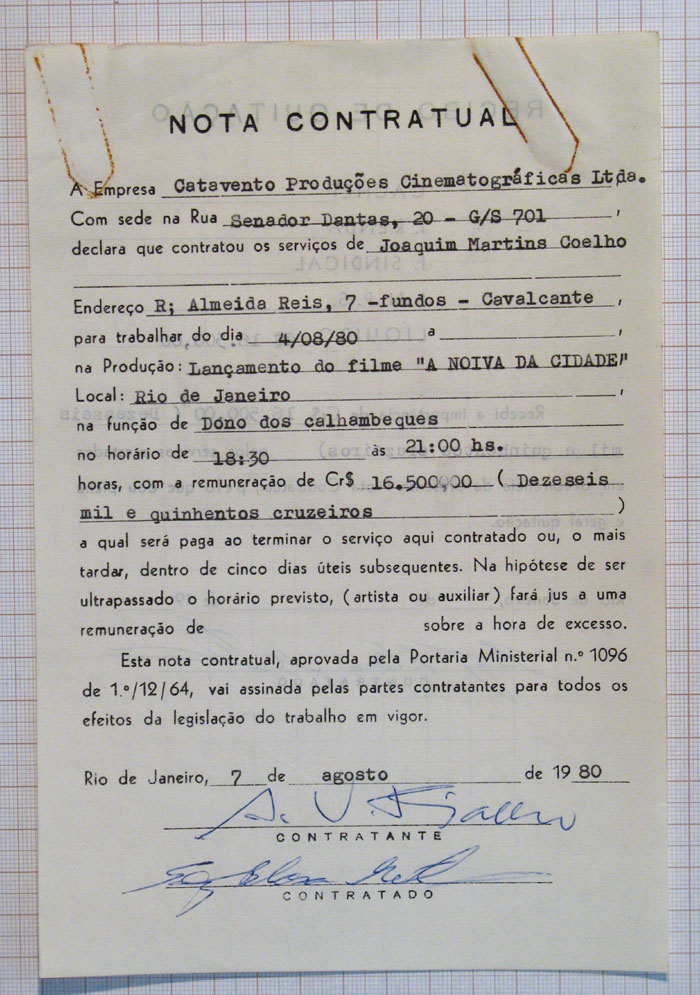 NOTA CONTRATUAL
A Empresa Catavento Produções Cinematográficas Ltda.
Com sede na Rua Senador Dantas, 20 - G/S 701 ,
declara que contratou os serviços de Joaquim Martins Coelho
Endereço R; Almeida Reis, 7 -fundos - Cavalcante ,
para trabalhar do dia 4/08/80 a ,
na Produção: Lançamento do filme "A NOIVA DA CIDADE"
Local: Rio de Janeiro ,
na função de Dono dos calhambeques
no horário de 18:30 às 21:00 hs.
horas, com a remuneração de Cr$ 16.500,00 ( Dezeseis
mil e quinhentos cruzeiros )
a qual será paga ao terminar o serviço aqui contratado ou, o mais
tardar, dentro de cinco dias úteis subsequentes. Na hipótese de ser
ultrapassado o horário previsto, (artista ou auxiliar) fará jus a uma
remuneração de sobre a hora de excesso.
Esta nota contratual, aprovada pela Portaria Ministerial n.º 1096
de 1.º/12/64, vai assinada pelas partes contratantes para todos os
efeitos da legislação do trabalho em vigor.
Rio de Janeiro, 7 de agosto de 19 80
CONTRATANTE
CONTRATADO